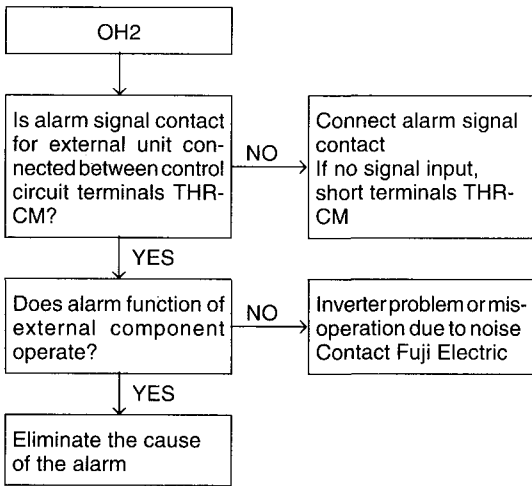 OH2
Is alarm signal contact
for external unit con-
nected between control
circuit terminals THR-
CM?
NO
Connect alarm signal
contact
If no signal input,
short terminals THR-
CM
YES
Does alarm function of
external component
operate?
NO
Inverter problem or mis-
operation due to noise
Contact Fuji Electric
YES
Eliminate the cause
of the alarm